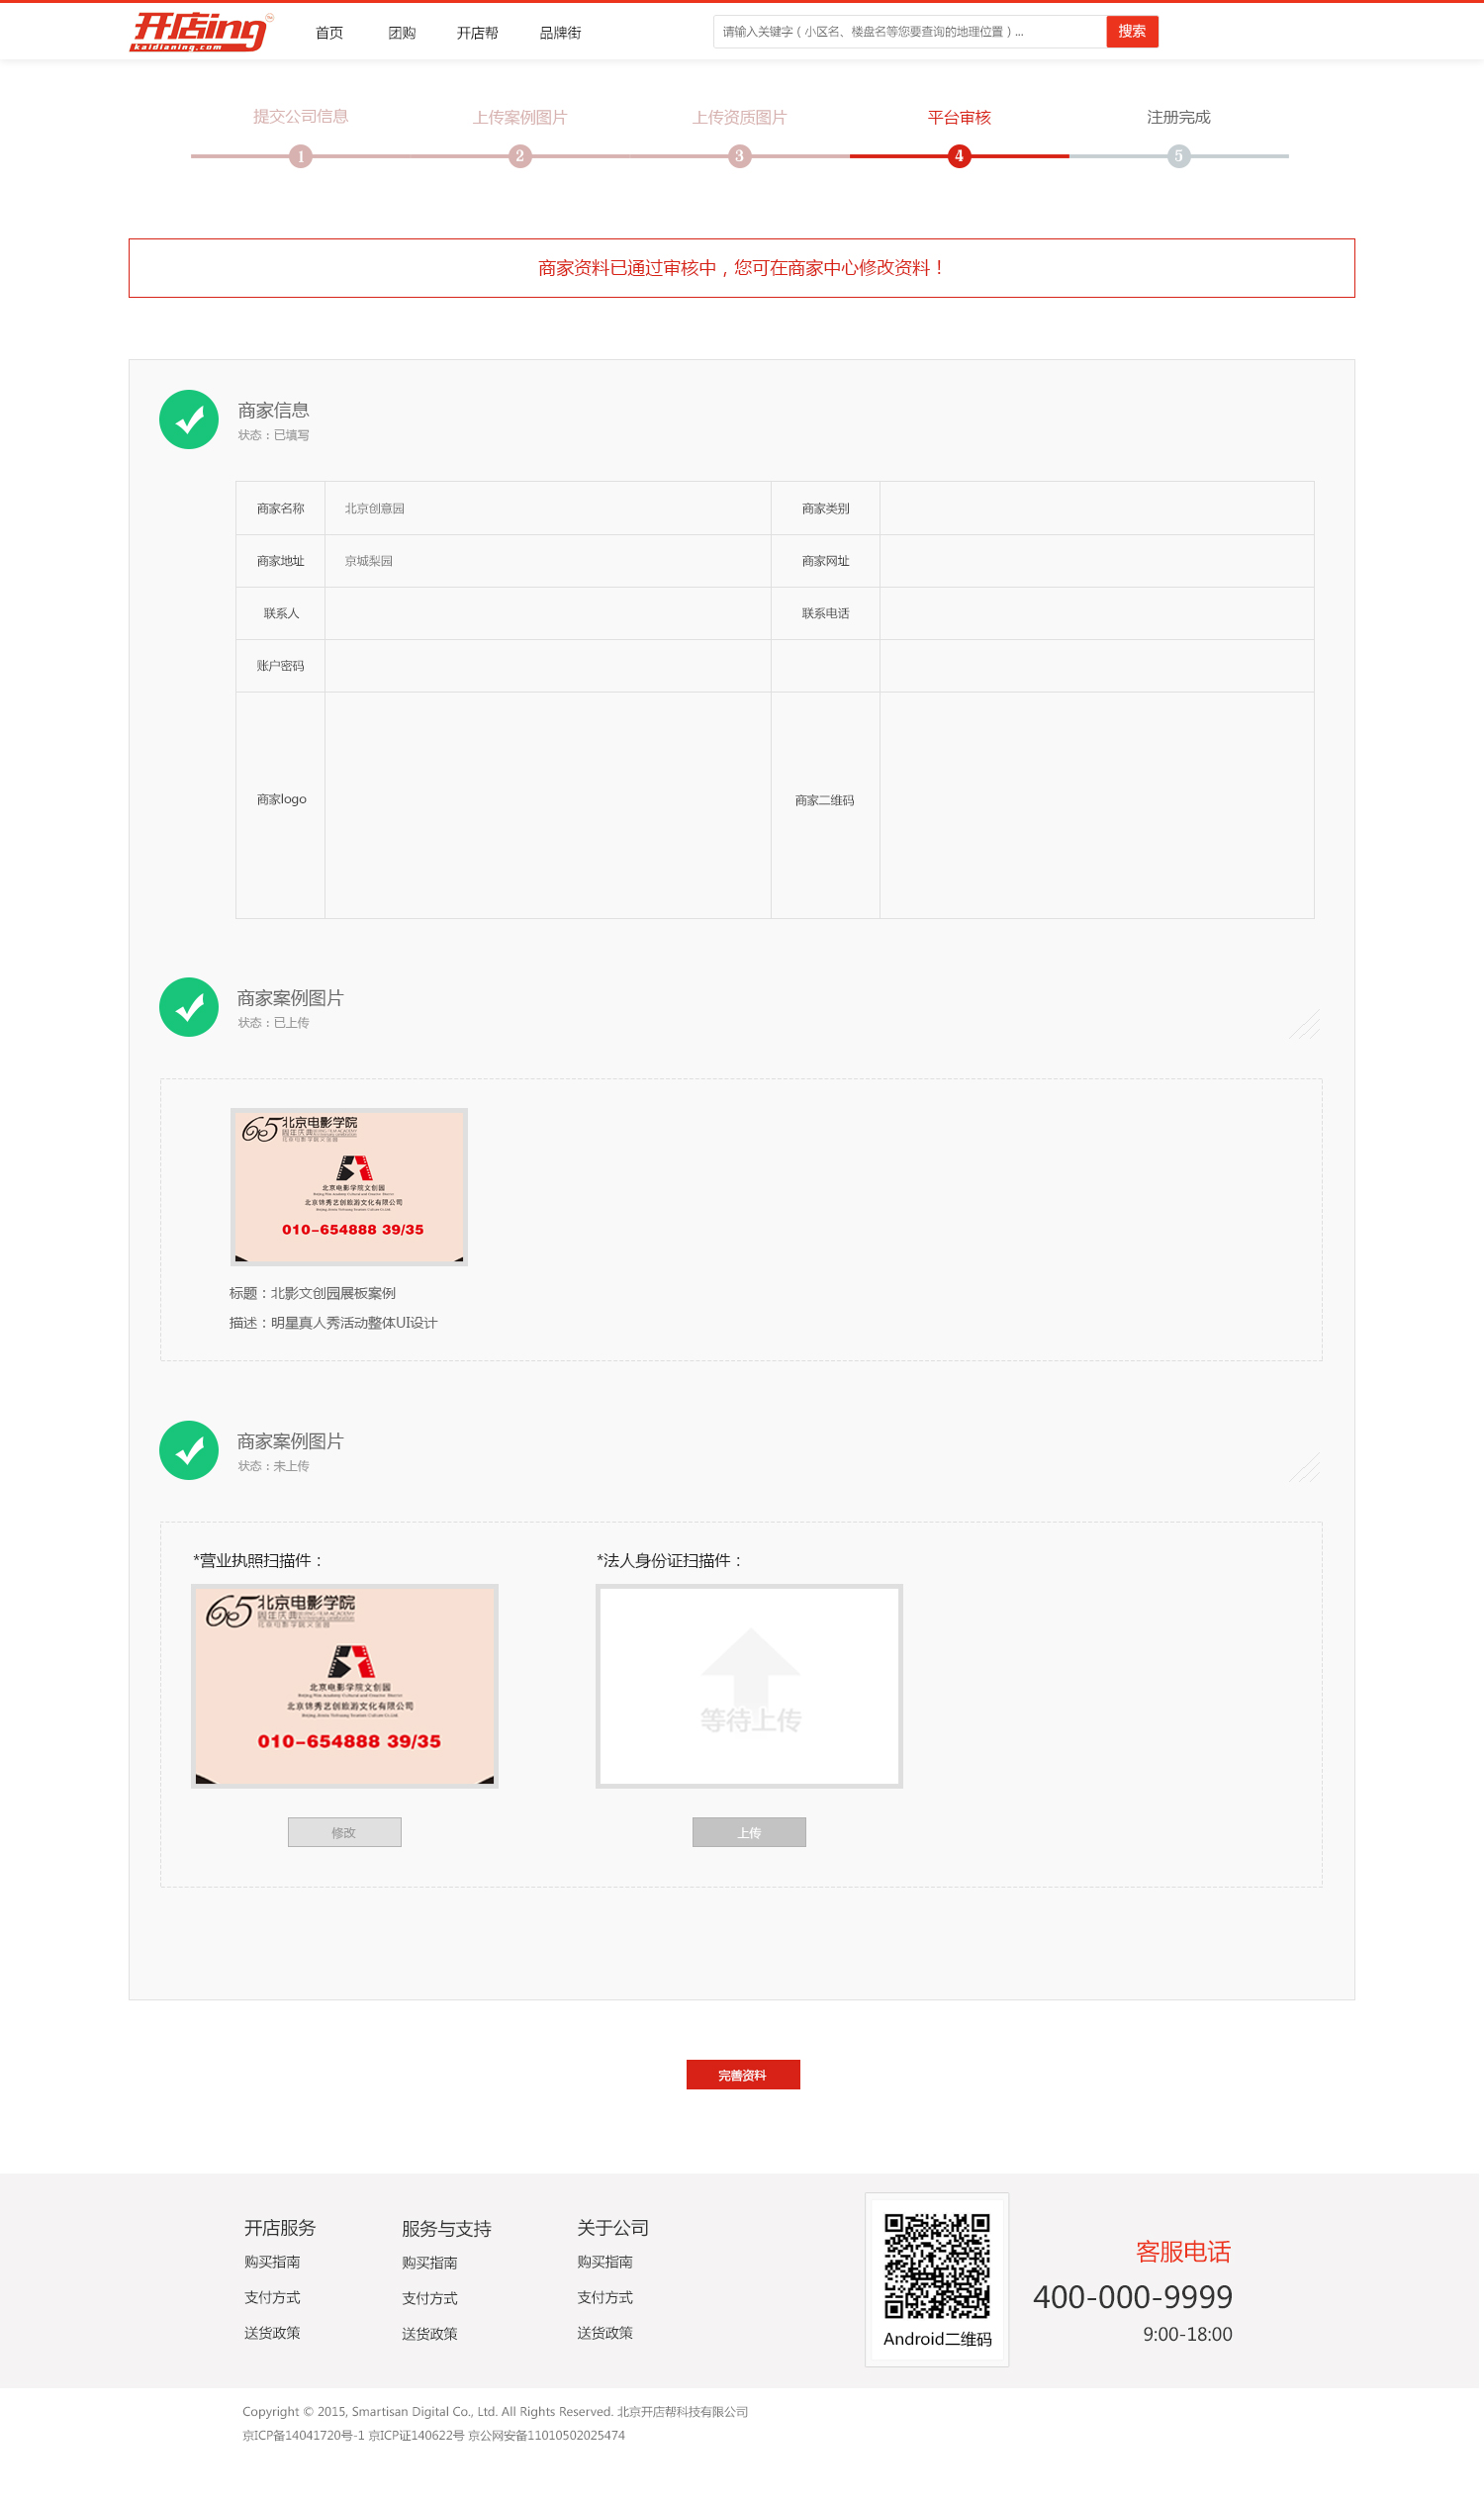 开店ing
kaidianing.com
首页 团购 开店帮 品牌街
请输入关键字(小区名、楼盘名等您要查询的地理位置)...
搜索
提交公司信息 上传案例图片 上传资质图片 平台审核 注册完成
1 2 3 4 5
商家资料已通过审核中,您可在商家中心修改资料!
商家信息
状态:已填写
商家名称 北京创意园 商家类别
商家地址 京城梨园 商家网址
联系人 联系电话
账户密码
商家logo 商家二维码
商家案例图片
状态:已上传
65北京电影学院
北京电影学院文创园
北京锦秀艺创旅游文化有限公司
010-654888 39/35
标题:北影文创园展板案例
描述:明星真人秀活动整体UI设计
商家案例图片
状态:未上传
*营业执照扫描件: *法人身份证扫描件:
65北京电影学院
北京电影学院文创园
北京锦秀艺创旅游文化有限公司
010-654888 39/35
等待上传
修改 上传
完善资料
开店服务 服务与支持 关于公司
购买指南 购买指南 购买指南
支付方式 支付方式 支付方式
送货政策 送货政策 送货政策
Android二维码
客服电话
400-000-9999
9:00-18:00
Copyright © 2015, Smartisan Digital Co., Ltd. All Rights Reserved. 北京开店帮科技有限公司
京ICP备14041720号-1 京ICP证140622号 京公网安备11010502025474